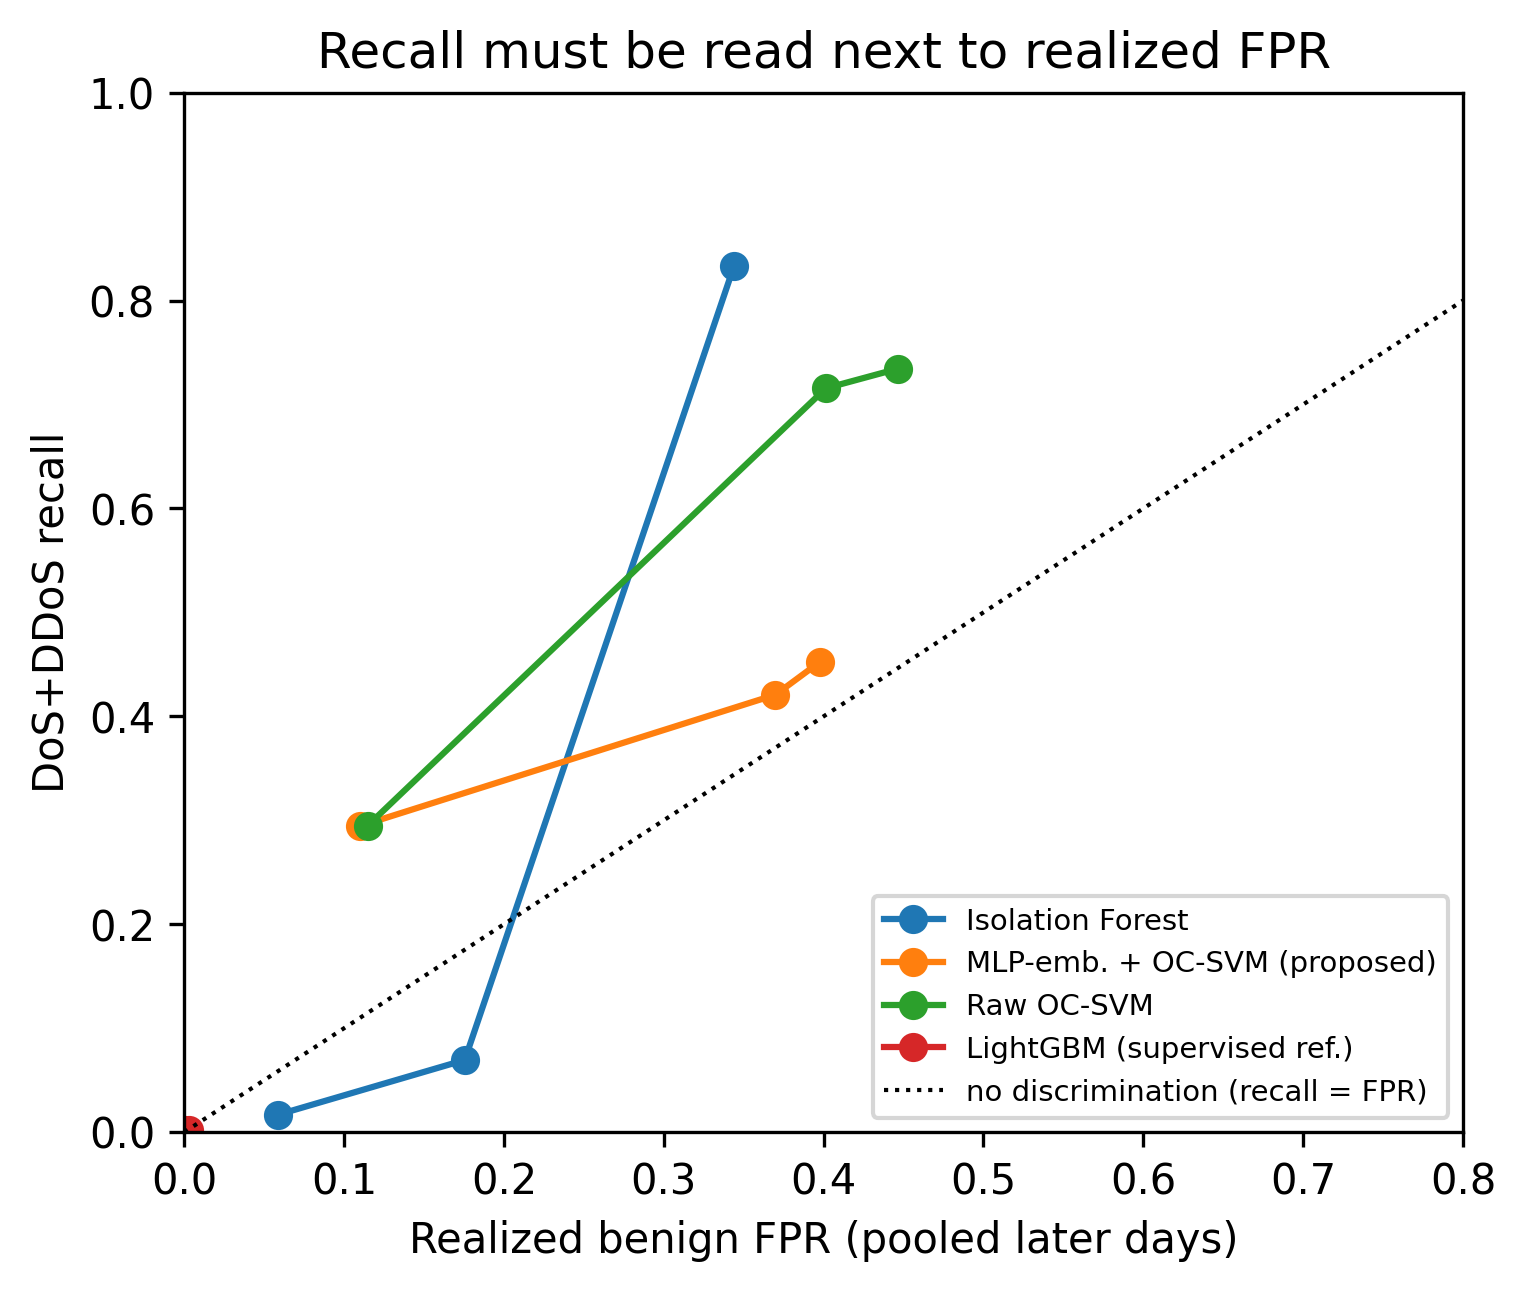 Recall must be read next to realized FPR
1.0
0.8
0.6
0.4
0.2
0.0
DoS+DDoS recall
Isolation Forest
MLP-emb. + OC-SVM (proposed)
Raw OC-SVM
LightGBM (supervised ref.)
no discrimination (recall = FPR)
0.0 0.1 0.2 0.3 0.4 0.5 0.6 0.7 0.8
Realized benign FPR (pooled later days)